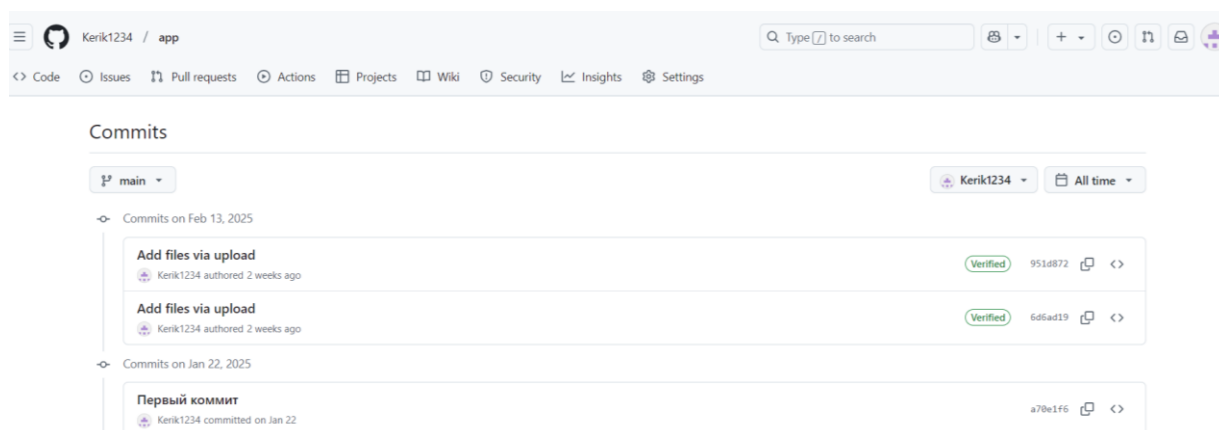 Kerik1234 / app
Type / to search
Code Issues Pull requests Actions Projects Wiki Security Insights Settings
Commits
main
Kerik1234 All time
Commits on Feb 13, 2025
Add files via upload
Kerik1234 authored 2 weeks ago
Verified 951d872
Add files via upload
Kerik1234 authored 2 weeks ago
Verified 6d6ad19
Commits on Jan 22, 2025
Первый коммит
Kerik1234 committed on Jan 22
a70e1f6